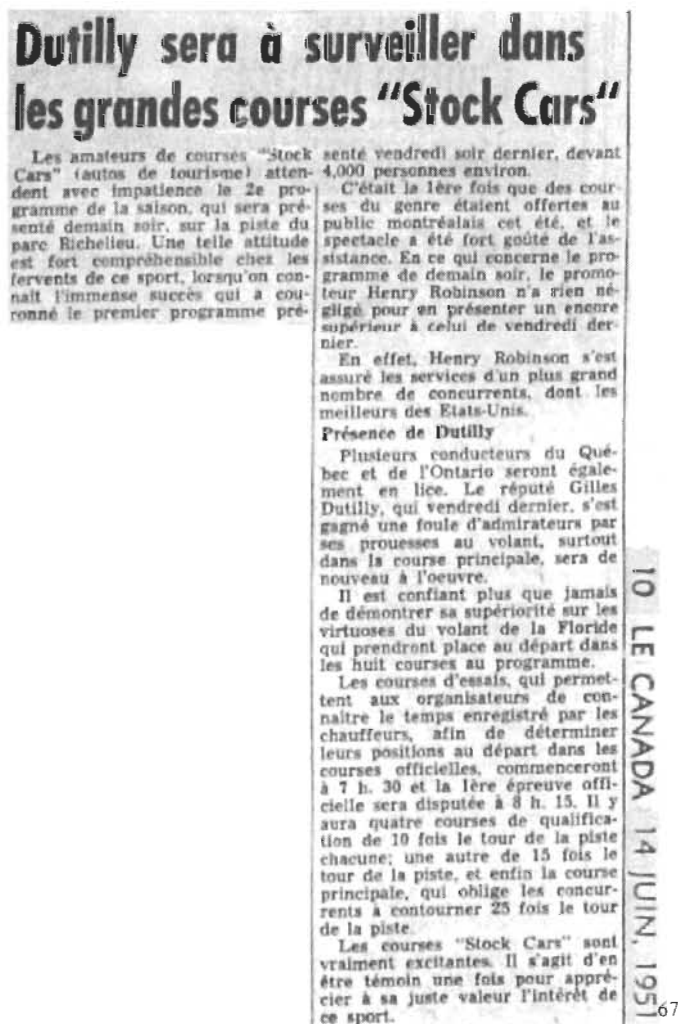 Dutilly sera à surveiller dans
les grandes courses "Stock Cars"
Les amateurs de courses "Stock
Cars" (autos de tourisme) atten-
dent avec impatience le 2e pro-
gramme de la saison, qui sera pré-
senté demain soir, sur la piste du
parc Richelieu. Une telle attitude
est fort compréhensible chez les
fervents de ce sport, lorsqu'on con-
naît l'immense succès qui a cou-
ronné le premier programme pré-
senté vendredi soir dernier, devant
4,000 personnes environ.
C'était la 1ère fois que des cour-
ses du genre étaient offertes au
public montréalais cet été, et le
spectacle a été fort goûté de l'as-
sistance. En ce qui concerne le pro-
gramme de demain soir, le promo-
teur Henry Robinson n'a rien né-
gligé pour en présenter un encore
supérieur à celui de vendredi der-
nier.
En effet, Henry Robinson s'est
assuré les services d'un plus grand
nombre de concurrents, dont les
meilleurs des Etats-Unis.
Présence de Dutilly
Plusieurs conducteurs du Qué-
bec et de l'Ontario seront égale-
ment en lice. Le réputé Gilles
Dutilly, qui vendredi dernier, s'est
gagné une foule d'admirateurs par
ses prouesses au volant, surtout
dans la course principale, sera de
nouveau à l'oeuvre.
Il est confiant plus que jamais
de démontrer sa supériorité sur les
virtuoses du volant de la Floride
qui prendront place au départ dans
les huit courses au programme.
Les courses d'essais, qui permet-
tent aux organisateurs de con-
naître le temps enregistré par les
chauffeurs, afin de déterminer
leurs positions au départ dans les
courses officielles, commenceront
à 7 h. 30 et la 1ère épreuve offi-
cielle sera disputée à 8 h. 15. Il y
aura quatre courses de qualifica-
tion de 10 fois le tour de la piste
chacune; une autre de 15 fois le
tour de la piste, et enfin la course
principale, qui oblige les concur-
rents à contourner 25 fois le tour
de la piste.
Les courses "Stock Cars" sont
vraiment excitantes. Il s'agit d'en
être témoin une fois pour appré-
cier à sa juste valeur l'intérêt de
ce sport.
10 LE CANADA 14 JUIN, 1951
67